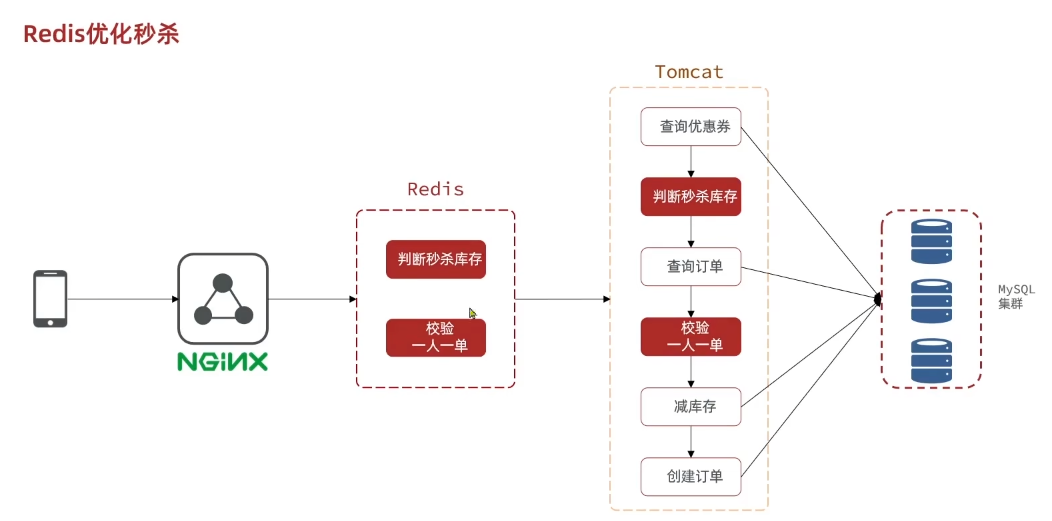 Redis优化秒杀
Tomcat
查询优惠券
Redis
判断秒杀库存
判断秒杀库存
查询订单
MySQL
集群
校验
一人一单
校验
一人一单
NGINX
减库存
创建订单